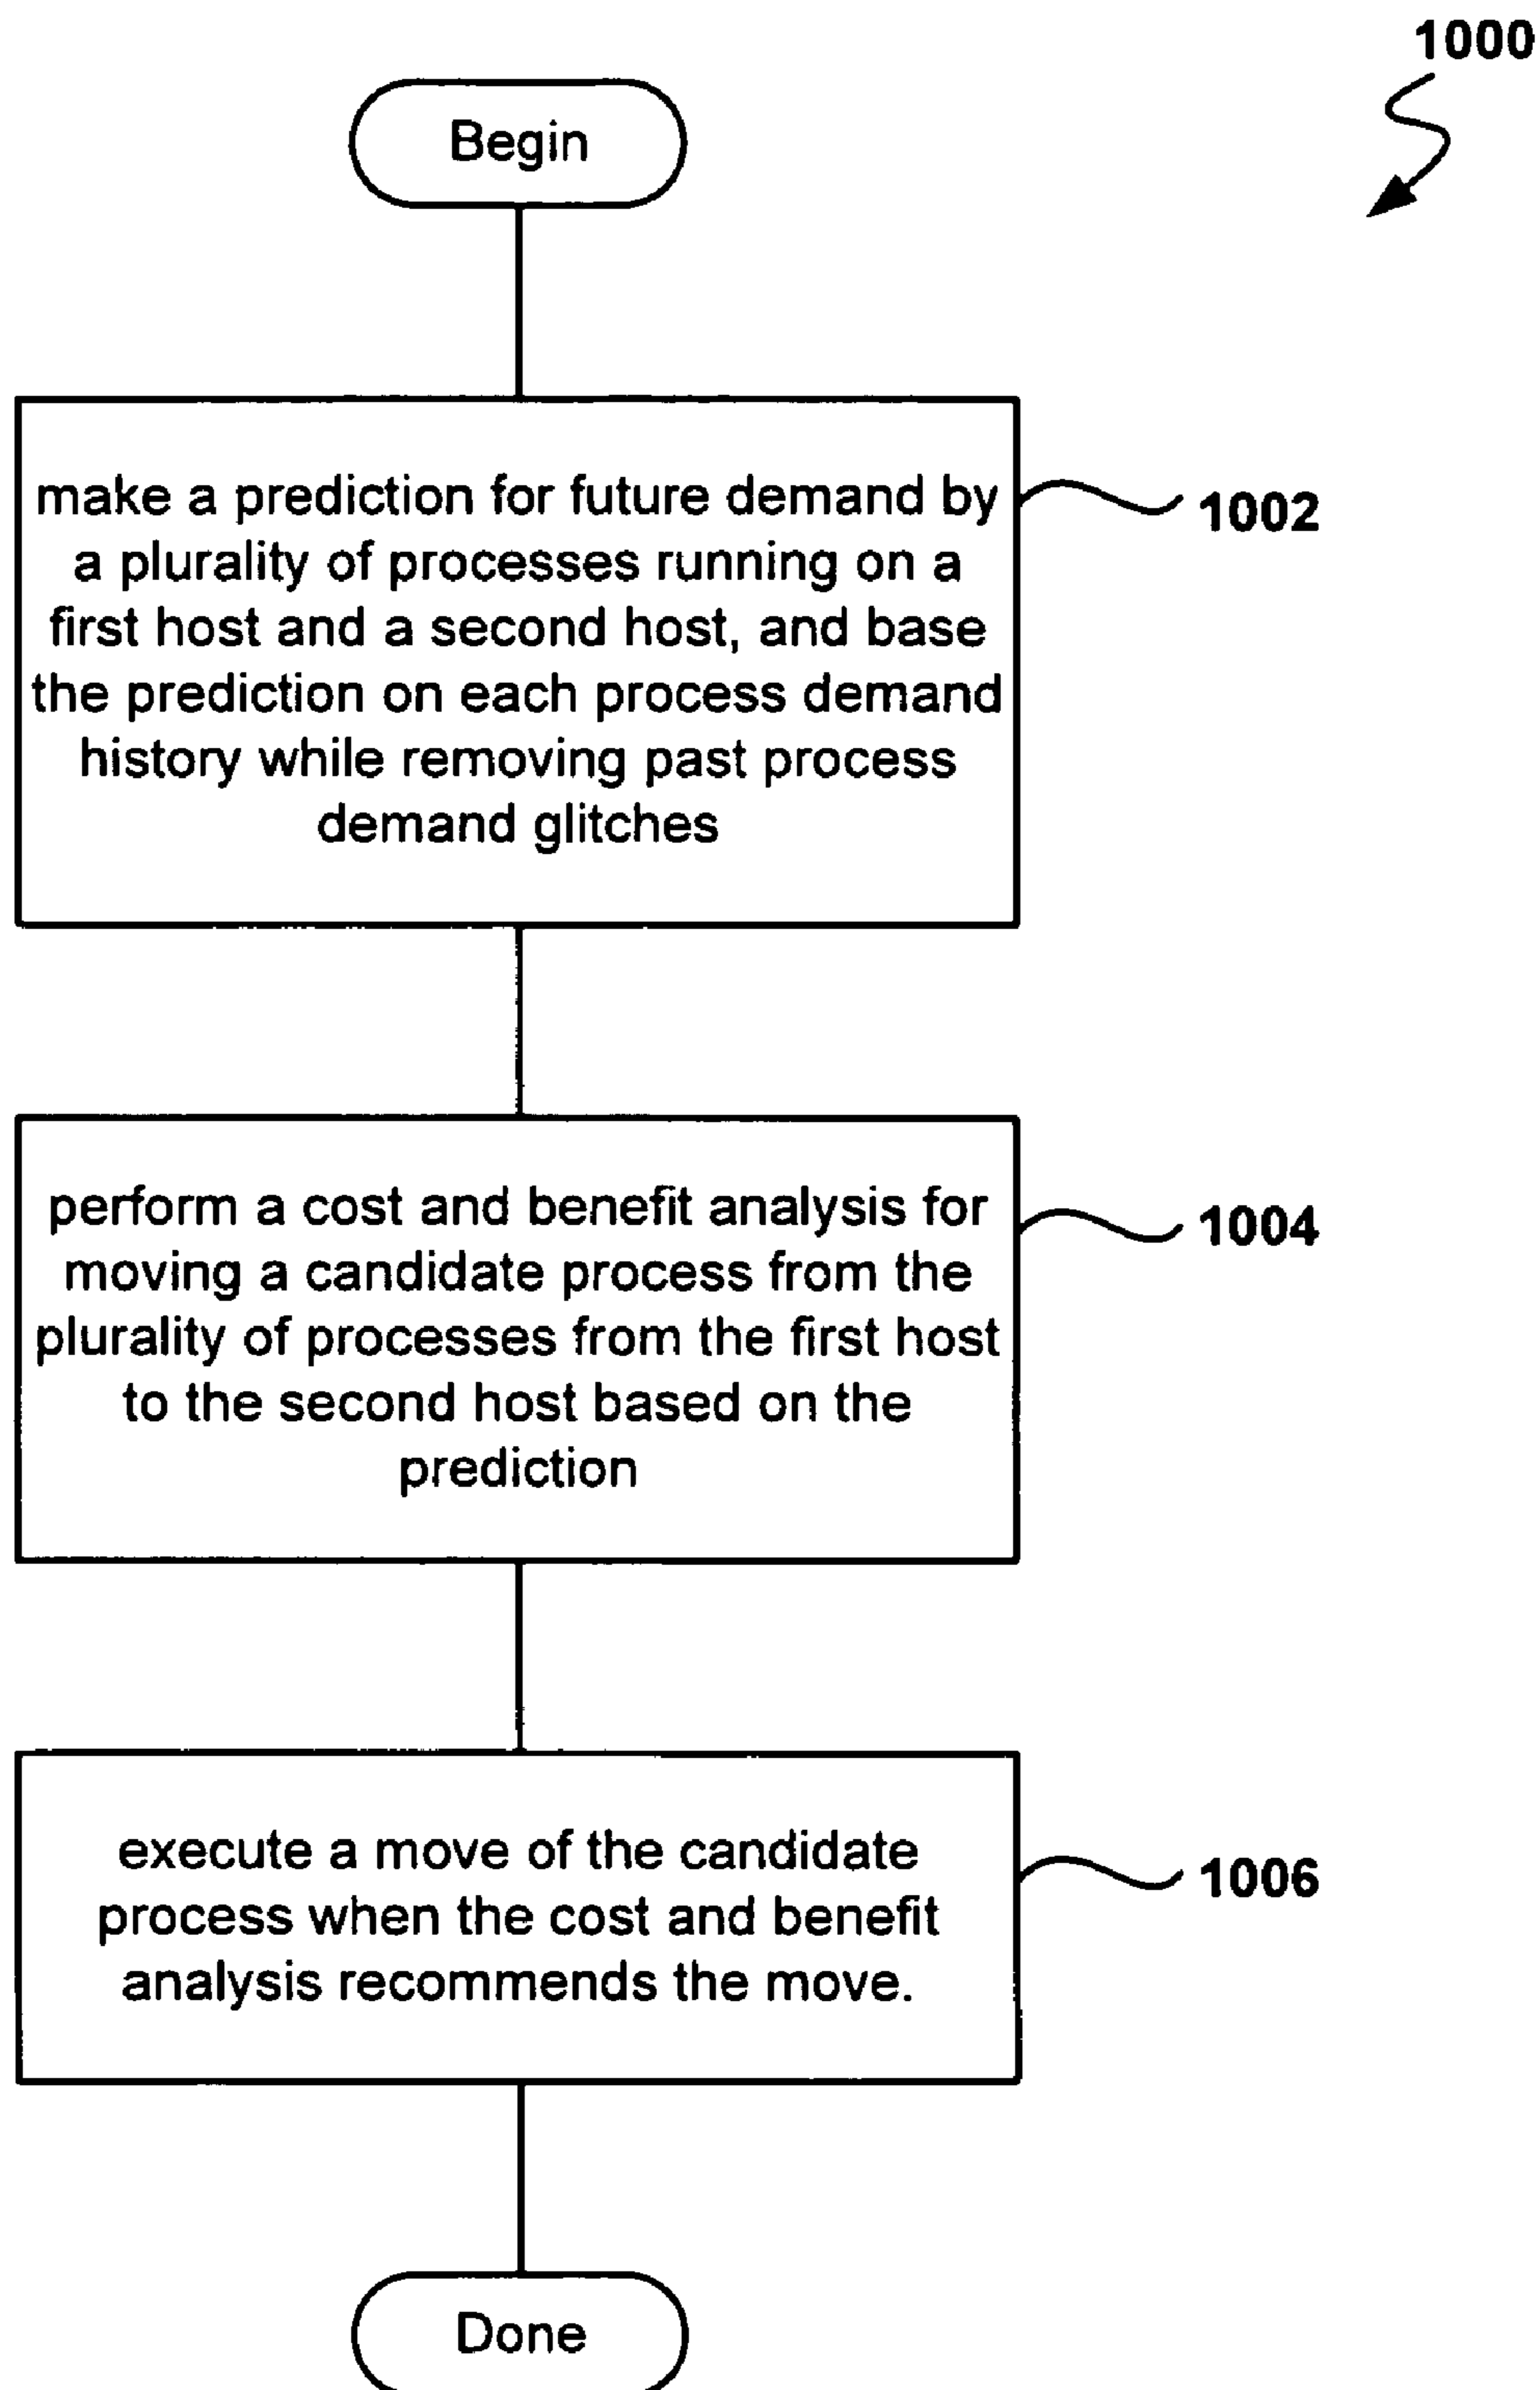 1000
Begin
make a prediction for future demand by
a plurality of processes running on a
first host and a second host, and base
the prediction on each process demand
history while removing past process
demand glitches
1002
perform a cost and benefit analysis for
moving a candidate process from the
plurality of processes from the first host
to the second host based on the
prediction
1004
execute a move of the candidate
process when the cost and benefit
analysis recommends the move.
1006
Done